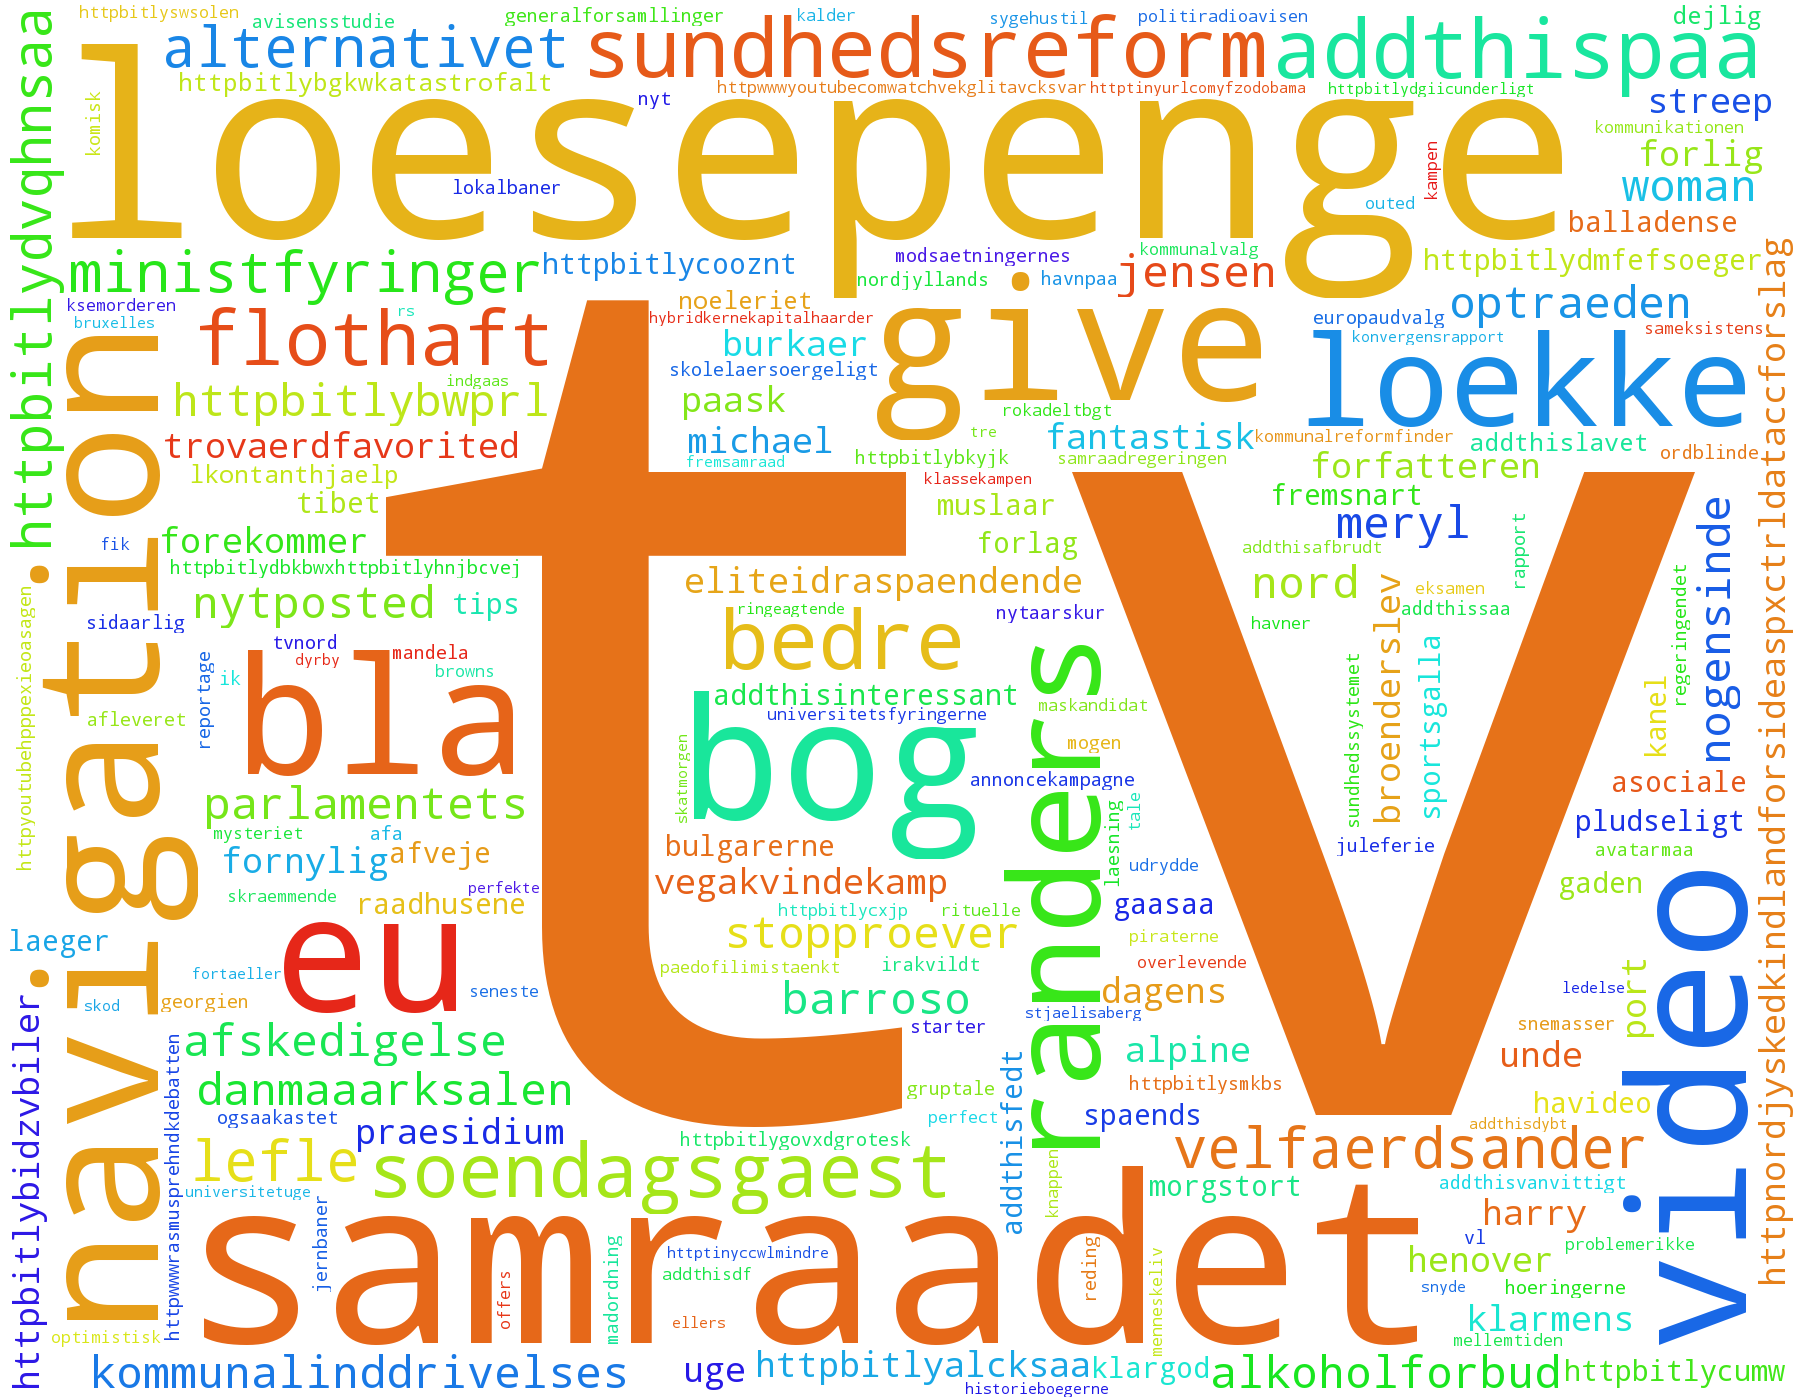 httpbitlyswsolen
avisensstudie
generalforsamllinger
kalder
sygehustil
politiradioavisen
dejlig
alternativet
sundhedsreform
addthispaa
httpbitlybgkwkatastrofalt
nyt
httpwwwyoutubecomwatchvekglitavcksvar
httptinyurlcomyfzodobama
httpbitlydgiicunderligt
streep
komisk
loesepenge
kommunikationen
forlig
kampen
woman
lokalbaner
outed
balladense
httpbitlydvqhnnsaa
ministfyringer
httpbitlycooznt
modsaetningernes
kommunalvalg
jensen
httpbitlydmfefsoeger
nordjyllands
havnpaa
ksemorderen
rs
noeleriet
optraeden
bruxelles
hybridkernekapitalhaarder
europaudvalg
sameksistens
flothaft
burkaer
give
konvergensrapport
loekke
skolelaersoergeligt
indgaas
httpbitlybwprl
paask
rokadeltbgt
trovaerdfavorited
michael
tre
fantastisk
kommunalreformfinder
addthislavet
ordblinde
fremsamraad
httpbitlybkyjk
samraadregeringen
forfatteren
lkontanthjaelp
klassekampen
tibet
muslaar
fremsnart
meryl
rapport
nogensinde
httpnordjyskedkindlandforsideaspxctrldataccforslag
fik
forekommer
forlag
addthisafbrudt
httpbitlydbkbwxhttpbitlyhnjbcvej
eliteidraspaendende
nord
eksamen
regeringendet
navigation
httpyoutubehpppexieoasagen
nytposted
tips
ringeagtende
nytaarskur
broenderslev
addthissaa
sidaarlig
havner
tvnord
mandela
bedre
tv
dyrby
browns
reportage
ik
bla
addthisinteressant
randers
sundhedssystemet
sportsgalla
kanel
afleveret
universitetsfyringerne
maskandidat
skatmorgen
bog
mogen
annoncekampagne
asociale
parlamentets
tale
mysteriet
afa
laesning
pludseligt
fornylig
afveje
bulgarerne
juleferie
avatarmaa
udrydde
skraemmende
perfekte
vegakvindekamp
gaden
raadhusene
httpbitlycxjp
rituelle
gaasaa
video
laeger
eu
stopproever
piraterne
fortaeller
paedofilimistaenkt
irakvildt
overlevende
port
skod
georgien
seneste
barroso
dagens
ledelse
httpbitlybidzvbiler
starter
stjaelisaberg
snemasser
afskedigelse
alpine
unde
httpwwwrasmusprehndkdebatten
danmaaarksalen
addthisfedt
gruptale
httpbitlysmkbs
havideo
ogsaakastet
perfect
spaends
praesidium
addthisdybt
httpbitlygovxdgrotesk
velfaerdsander
lefle
soendagsgaest
knappen
universitetuge
morgstort
addthisvanvittigt
jernbaner
harry
madordning
httptinyccwlmindre
reding
vl
problemerikke
addthisdf
menneskeliv
henover
offers
samraadet
snyde
hoeringerne
optimistisk
ellers
klarmens
mellemtiden
kommunalinddrivelses
uge
httpbitlyalcksaa
klargod
alkoholforbud
httpbitlycumw
historieboegerne